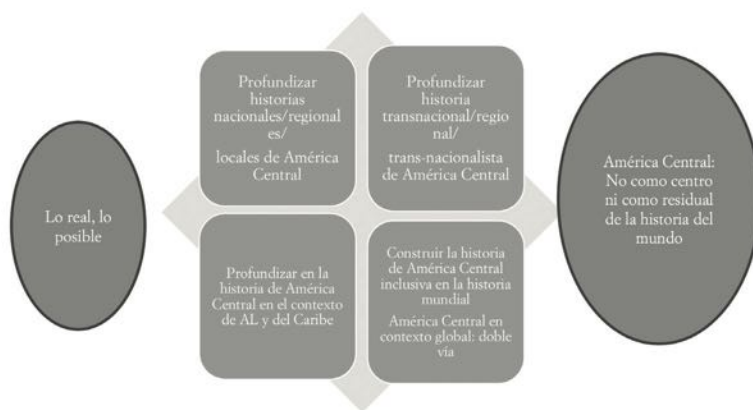 Lo real, lo
posible
Profundizar
historias
nacionales/regional
es/
locales de América
Central
Profundizar
historia
transnacional/regio
nal/
trans-nacionalista
de América Central
Profundizar en la
historia de América
Central en el contexto
de AL y del Caribe
Construir la historia
de América Central
inclusiva en la historia
mundial
América Central en
contexto global: doble
vía
América Central:
No como centro
ni como residual
de la historia del
mundo